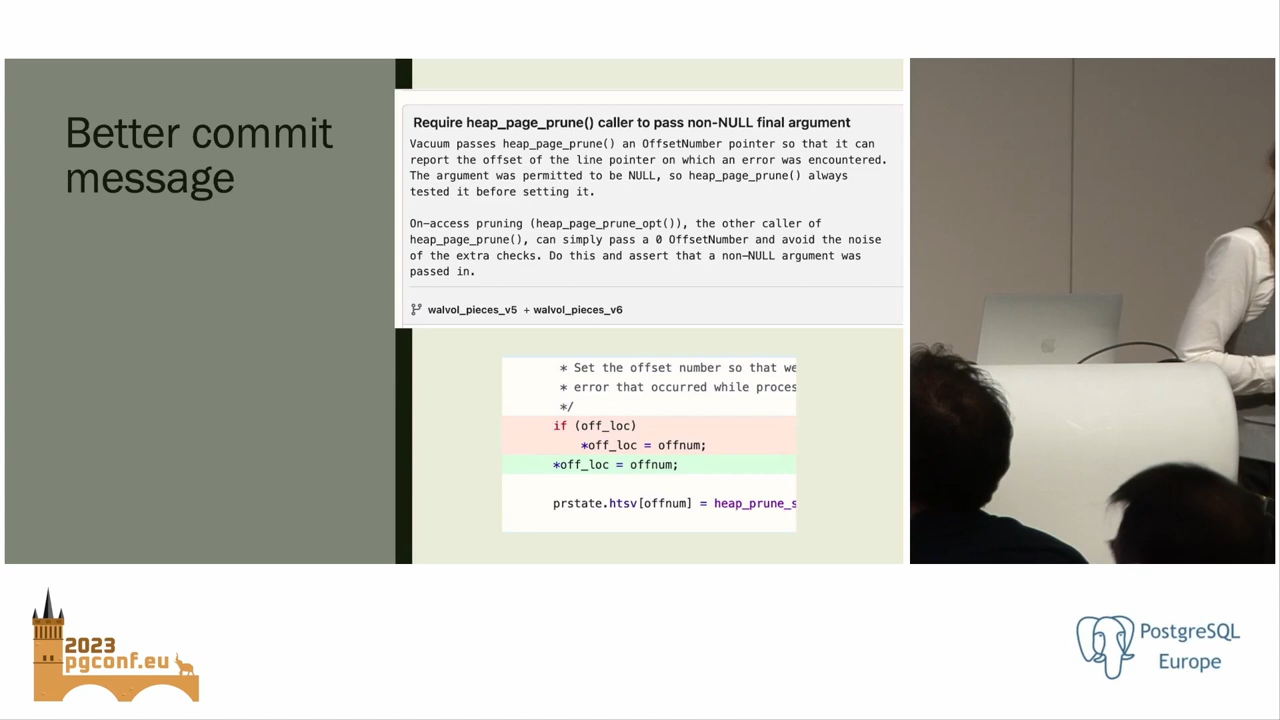 Better commit
message
Require heap_page_prune() caller to pass non-NULL final argument
Vacuum passes heap_page_prune() an OffsetNumber pointer so that it can
report the offset of the line pointer on which an error was encountered.
The argument was permitted to be NULL, so heap_page_prune() always
tested it before setting it.
On-access pruning (heap_page_prune_opt()), the other caller of
heap_page_prune(), can simply pass a 0 OffsetNumber and avoid the noise
of the extra checks. Do this and assert that a non-NULL argument was
passed in.
walvol_pieces_v5 + walvol_pieces_v6
* Set the offset number so that we
* error that occurred while proces
*/
if (off_loc)
*off_loc = offnum;
*off_loc = offnum;
prstate.htsv[offnum] = heap_prune_s
2023
pgconf.eu
PostgreSQL
Europe